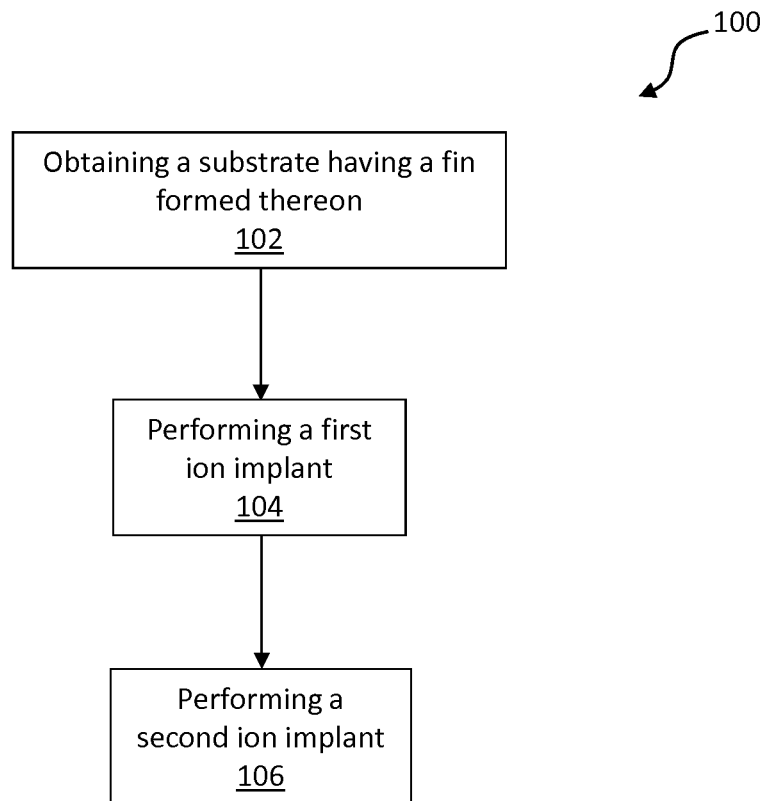 100
Obtaining a substrate having a fin
formed thereon
102
Performing a first
ion implant
104
Performing a
second ion implant
106